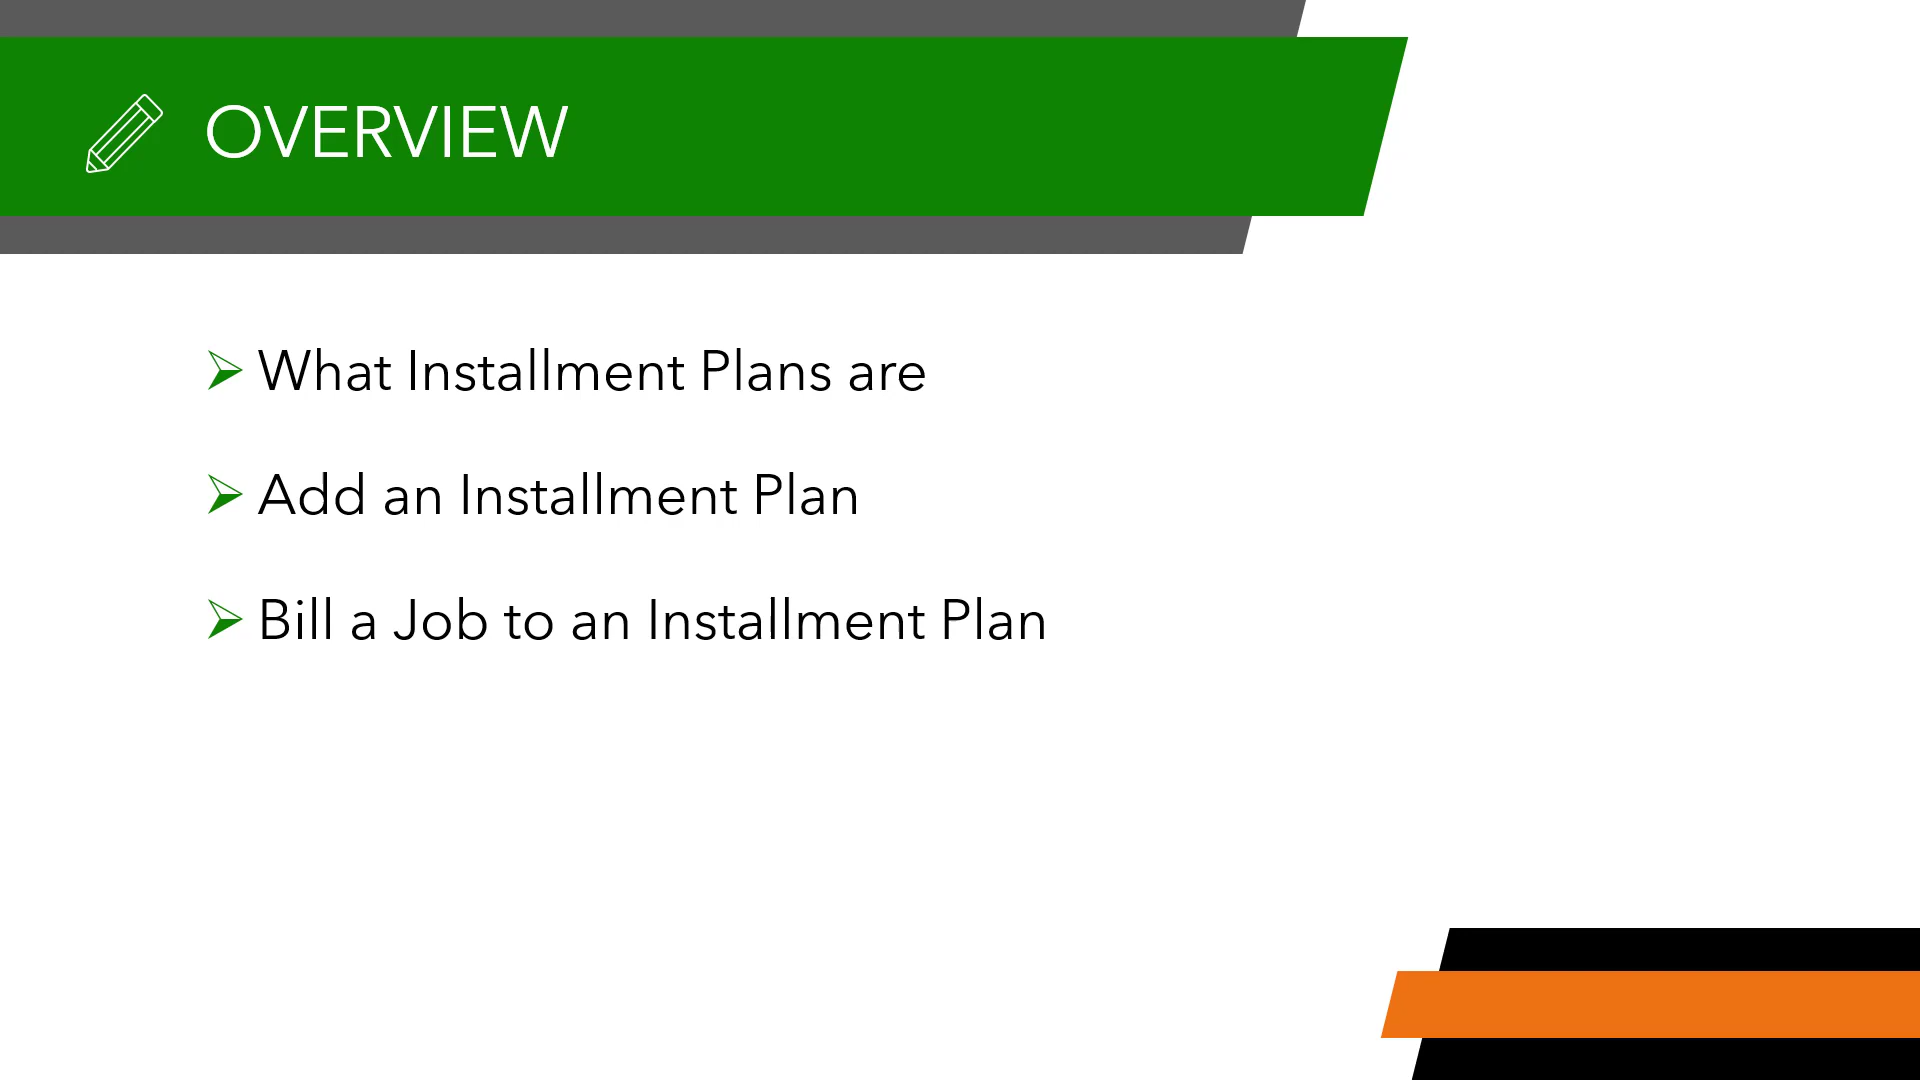 OVERVIEW
What Installment Plans are
Add an Installment Plan
Bill a Job to an Installment Plan